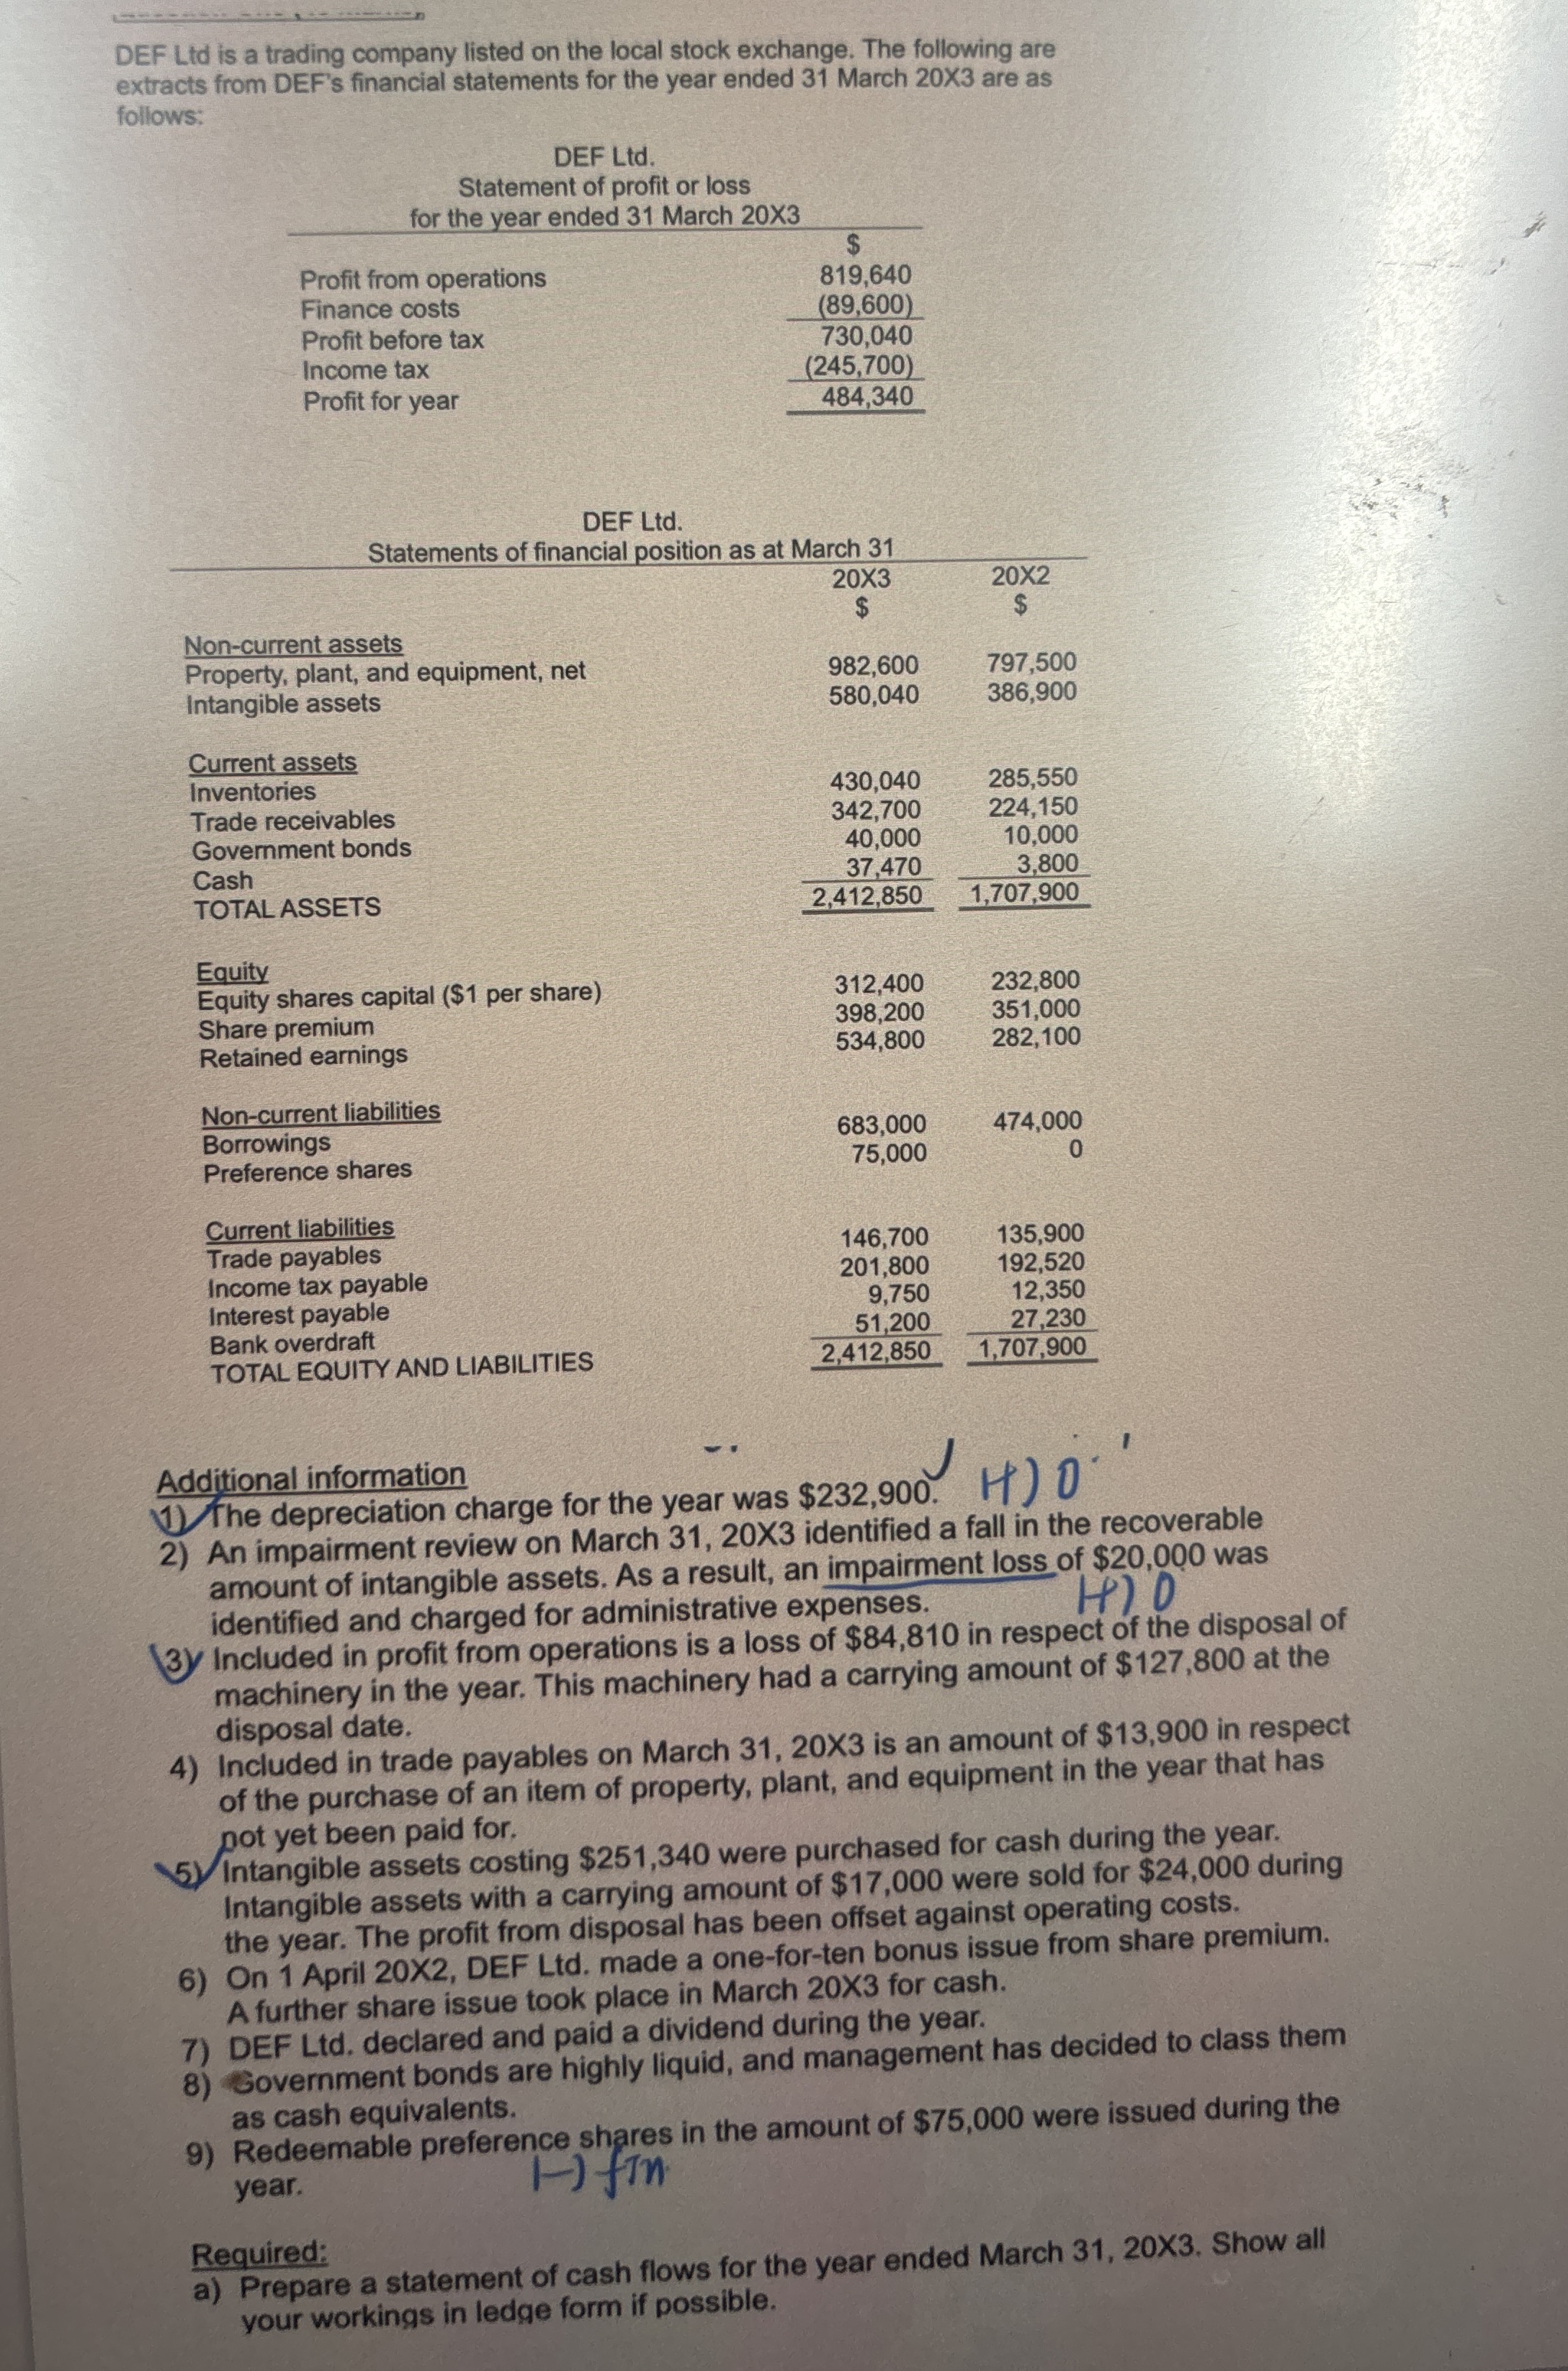 DEF Ltd is a trading company listed on the local stock exchange. The following are
extracts from DEF's financial statements for the year ended 31 March 20X3 are as
follows:
DEF Ltd.
Statement of profit or loss
for the year ended 31 March 20X3
$
Profit from operations 819,640
Finance costs (89,600)
Profit before tax 730,040
Income tax (245,700)
Profit for year 484,340
DEF Ltd.
Statements of financial position as at March 31
20X3 20X2
$ $
Non-current assets
Property, plant, and equipment, net 982,600 797,500
Intangible assets 580,040 386,900
Current assets
Inventories 430,040 285,550
Trade receivables 342,700 224,150
Government bonds 40,000 10,000
Cash 37,470 3,800
TOTAL ASSETS 2,412,850 1,707,900
Equity
Equity shares capital ($1 per share) 312,400 232,800
Share premium 398,200 351,000
Retained earnings 534,800 282,100
Non-current liabilities
Borrowings 683,000 474,000
Preference shares 75,000 0
Current liabilities
Trade payables 146,700 135,900
Income tax payable 201,800 192,520
Interest payable 9,750 12,350
Bank overdraft 51,200 27,230
TOTAL EQUITY AND LIABILITIES 2,412,850 1,707,900
Additional information
1) The depreciation charge for the year was $232,900. H) O
2) An impairment review on March 31, 20X3 identified a fall in the recoverable
amount of intangible assets. As a result, an impairment loss of $20,000 was
identified and charged for administrative expenses. H) O
3) Included in profit from operations is a loss of $84,810 in respect of the disposal of
machinery in the year. This machinery had a carrying amount of $127,800 at the
disposal date.
4) Included in trade payables on March 31, 20X3 is an amount of $13,900 in respect
of the purchase of an item of property, plant, and equipment in the year that has
not yet been paid for.
5) Intangible assets costing $251,340 were purchased for cash during the year.
Intangible assets with a carrying amount of $17,000 were sold for $24,000 during
the year. The profit from disposal has been offset against operating costs.
6) On 1 April 20X2, DEF Ltd. made a one-for-ten bonus issue from share premium.
A further share issue took place in March 20X3 for cash.
7) DEF Ltd. declared and paid a dividend during the year.
8) Government bonds are highly liquid, and management has decided to class them
as cash equivalents.
9) Redeemable preference shares in the amount of $75,000 were issued during the
year. H) fin
Required:
a) Prepare a statement of cash flows for the year ended March 31, 20X3. Show all
your workings in ledge form if possible.